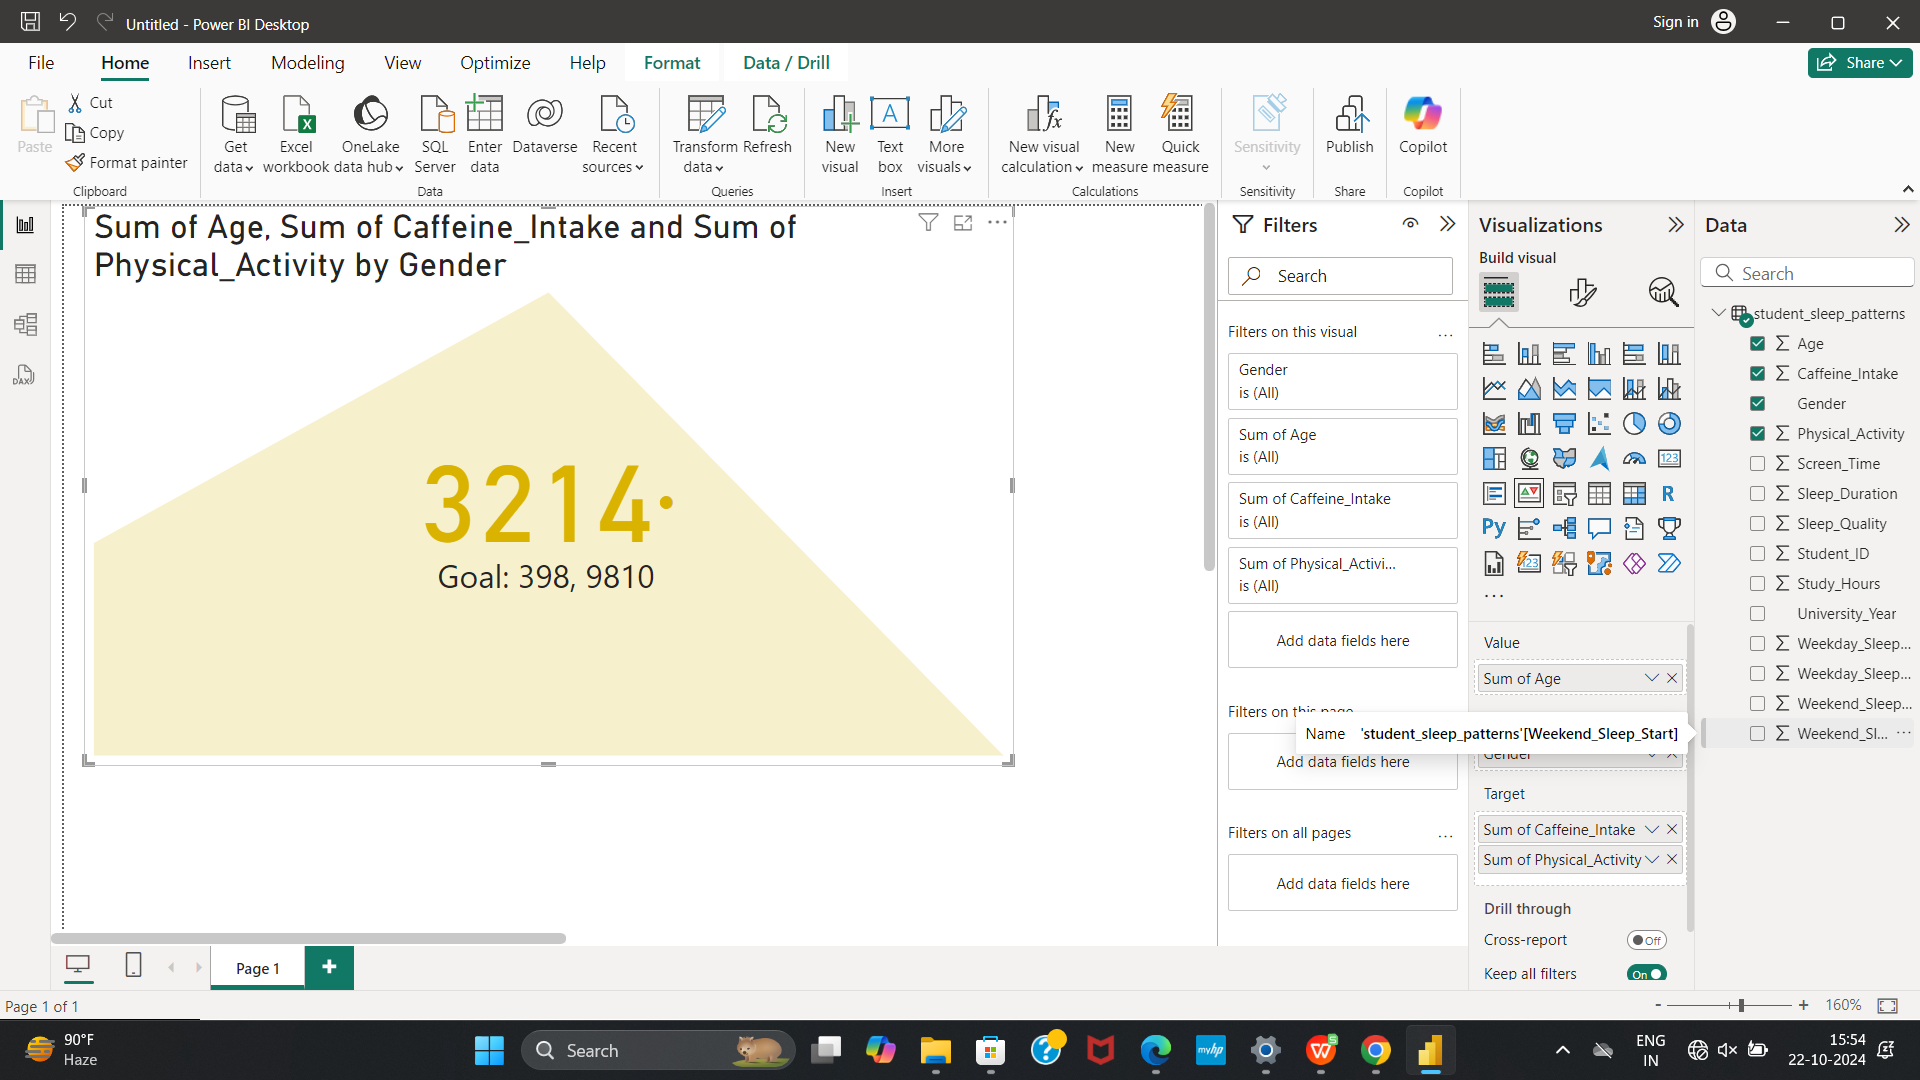 Untitled - Power BI Desktop
Sign in
File Home Insert Modeling View Optimize Help Format Data / Drill
Share
Paste
Cut
Copy
Format painter
Clipboard
Get data
Excel workbook
OneLake data hub
SQL Server
Enter data
Dataverse
Recent sources
Data
Transform data
Refresh
Queries
New visual
Text box
More visuals
Insert
New visual calculation
New measure
Quick measure
Calculations
Sensitivity
Sensitivity
Publish
Share
Copilot
Copilot
Sum of Age, Sum of Caffeine_Intake and Sum of
Physical_Activity by Gender
3214
Goal: 398, 9810
Filters
Search
Filters on this visual
Gender
is (All)
Sum of Age
is (All)
Sum of Caffeine_Intake
is (All)
Sum of Physical_Activi...
is (All)
Add data fields here
Filters on this page
Add data fields here
Filters on all pages
Add data fields here
Visualizations
Build visual
123
R
Py
123
Value
Sum of Age
Name 'student_sleep_patterns'[Weekend_Sleep_Start]
Gender
Target
Sum of Caffeine_Intake
Sum of Physical_Activity
Drill through
Cross-report
Off
Keep all filters
On
Data
Search
student_sleep_patterns
Age
Caffeine_Intake
Gender
Physical_Activity
Screen_Time
Sleep_Duration
Sleep_Quality
Student_ID
Study_Hours
University_Year
Weekday_Sleep...
Weekday_Sleep...
Weekend_Sleep...
Weekend_Sl...
DAX
Page 1
Page 1 of 1
- + 160%
90°F
Haze
Search
myhp
ENG
IN
15:54
22-10-2024